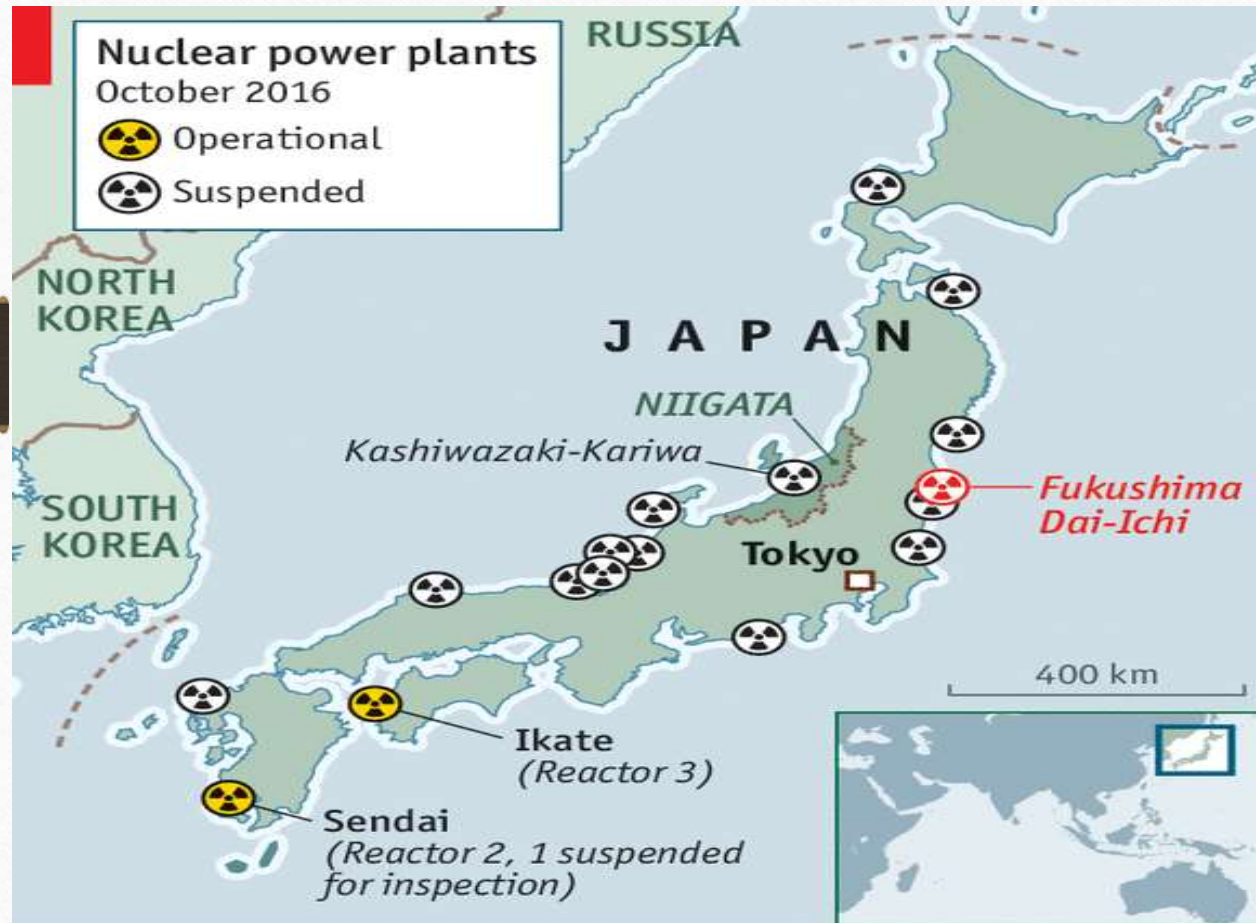 Nuclear power plants
October 2016
Operational
Suspended
RUSSIA
NORTH
KOREA
JAPAN
NIIGATA
Kashiwazaki-Kariwa
SOUTH
KOREA
Fukushima
Dai-Ichi
Tokyo
400 km
Ikate
(Reactor 3)
Sendai
(Reactor 2, 1 suspended
for inspection)